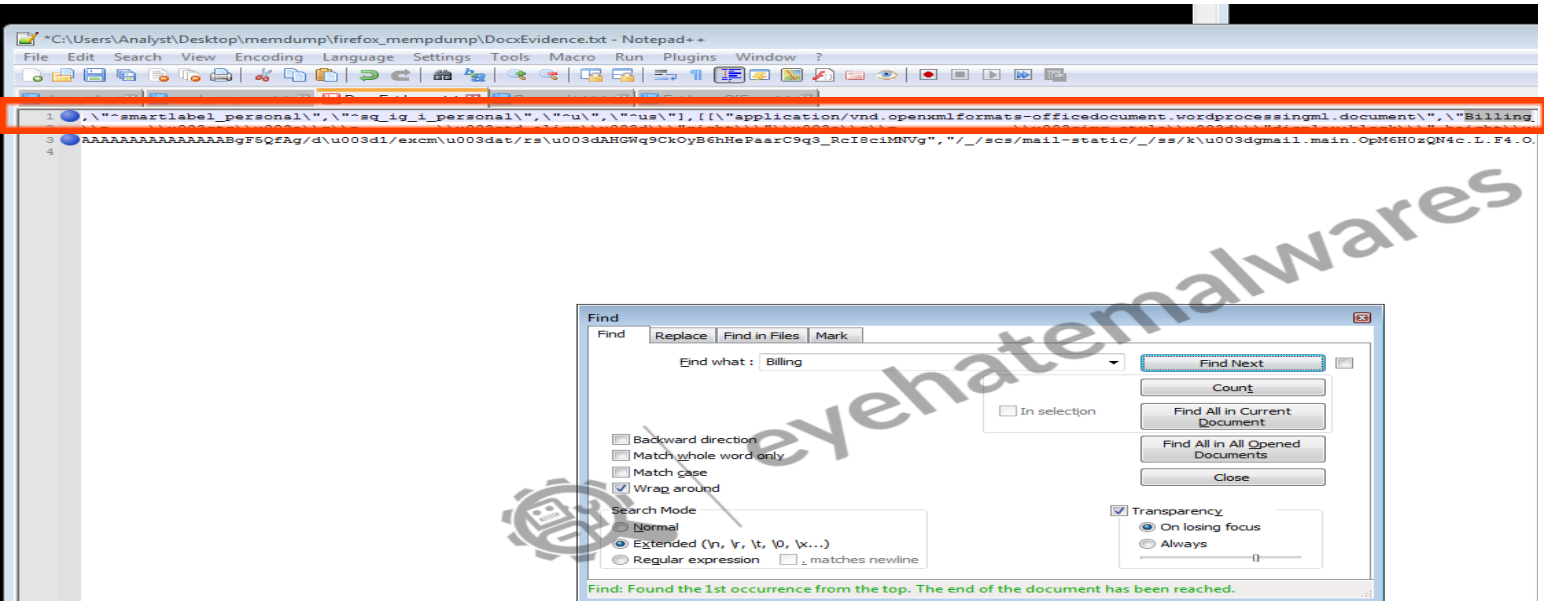 *C:\Users\Analyst\Desktop\memdump\firefox_mempdump\DocxEvidence.txt - Notepad++
File Edit Search View Encoding Language Settings Tools Macro Run Plugins Window ?
1 ,\"^smartlabel_personal\",\"^sq_ig_i_personal\",\"^u\",\"^us\"],[[\"application/vnd.openxmlformats-officedocument.wordprocessingml.document\",\"Billing
2
3 AAAAAAAAAAAAAAABgF5QfAg/d\u003d1/excm\u003dat/rs\u003dAHGWq9CkOyB6hHePaarC9q3_RcI8ciMNVg","/_/scs/mail-static/_/ss/k\u003dgmail.main.OpM6H0zQN4c.L.F4.O
4
eyehatemalwares
Find
Find Replace Find in Files Mark
Find what : Billing
Find Next
Count
In selection
Find All in Current Document
Backward direction
Find All in All Opened Documents
Match whole word only
Match case
Close
Wrap around
Search Mode
Transparency
Normal
On losing focus
Extended (\n, \r, \t, \0, \x...)
Always
Regular expression . matches newline
Find: Found the 1st occurrence from the top. The end of the document has been reached.